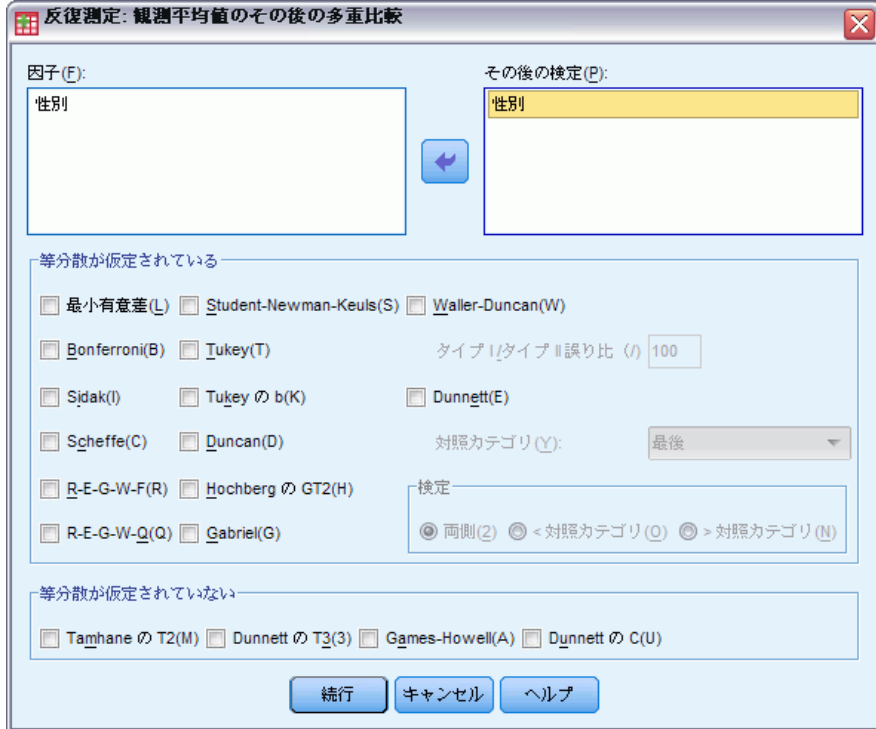 反復測定: 観測平均値のその後の多重比較
因子(F):
性別
その後の検定(P):
性別
等分散が仮定されている
最小有意差(L) Student-Newman-Keuls(S) Waller-Duncan(W)
Bonferroni(B) Tukey(T) タイプ I/タイプ II 誤り比 (/) 100
Sidak(I) Tukey の b(K) Dunnett(E)
Scheffe(C) Duncan(D) 対照カテゴリ(Y): 最後
R-E-G-W-F(R) Hochberg の GT2(H) 検定
R-E-G-W-Q(Q) Gabriel(G) 両側(2) < 対照カテゴリ(O) > 対照カテゴリ(N)
等分散が仮定されていない
Tamhane の T2(M) Dunnett の T3(3) Games-Howell(A) Dunnett の C(U)
続行 キャンセル ヘルプ